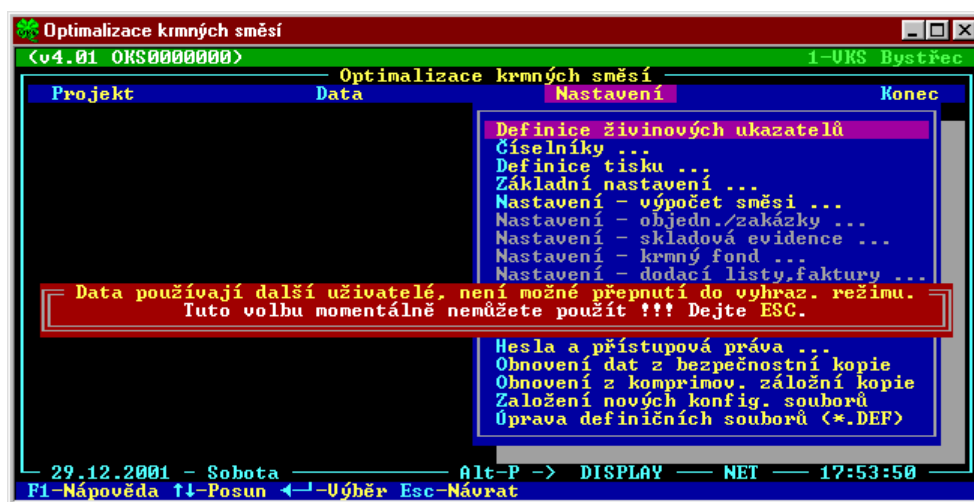 Optimalizace krmných směsí
(v4.01 OKS0000000) 1-VKS Bystřec
Optimalizace krmných směsí
Projekt Data Nastavení Konec
Definice živinových ukazatelů
Číselníky ...
Definice tisku ...
Základní nastavení ...
Nastavení - výpočet směsi ...
Nastavení - objedn./zakázky ...
Nastavení - skladová evidence ...
Nastavení - krmný fond ...
Nastavení - dodací listy,faktury ...
Data používají další uživatelé, není možné přepnutí do vyhraz. režimu.
Tuto volbu momentálně nemůžete použít !!! Dejte ESC.
Hesla a přístupová práva ...
Obnovení dat z bezpečnostní kopie
Obnovení z komprimov. záložní kopie
Založení nových konfig. souborů
Úprava definičních souborů (*.DEF)
29.12.2001 - Sobota Alt-P -> DISPLAY NET 17:53:50
F1-Nápověda ↑↓-Posun ◄─┘-Výběr Esc-Návrat